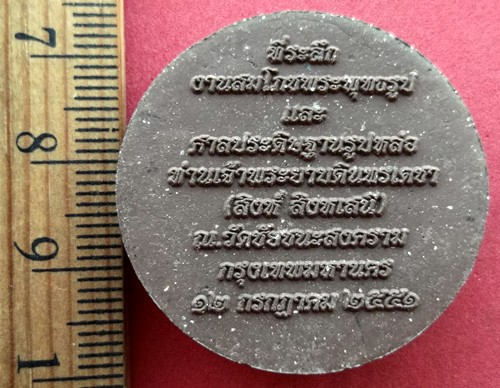 ที่ระลึก
งานสมโภชพระพุทธรูป
และ
ศาลประดิษฐานรูปหล่อ
ท่านเจ้าพระยาบดินทรเดชา
(สิงห์ สิงหเสนี)
ณ.วัดชัยชนะสงคราม
กรุงเทพมหานคร
๑๒ กรกฎาคม ๒๕๕๑
7
8
9
1